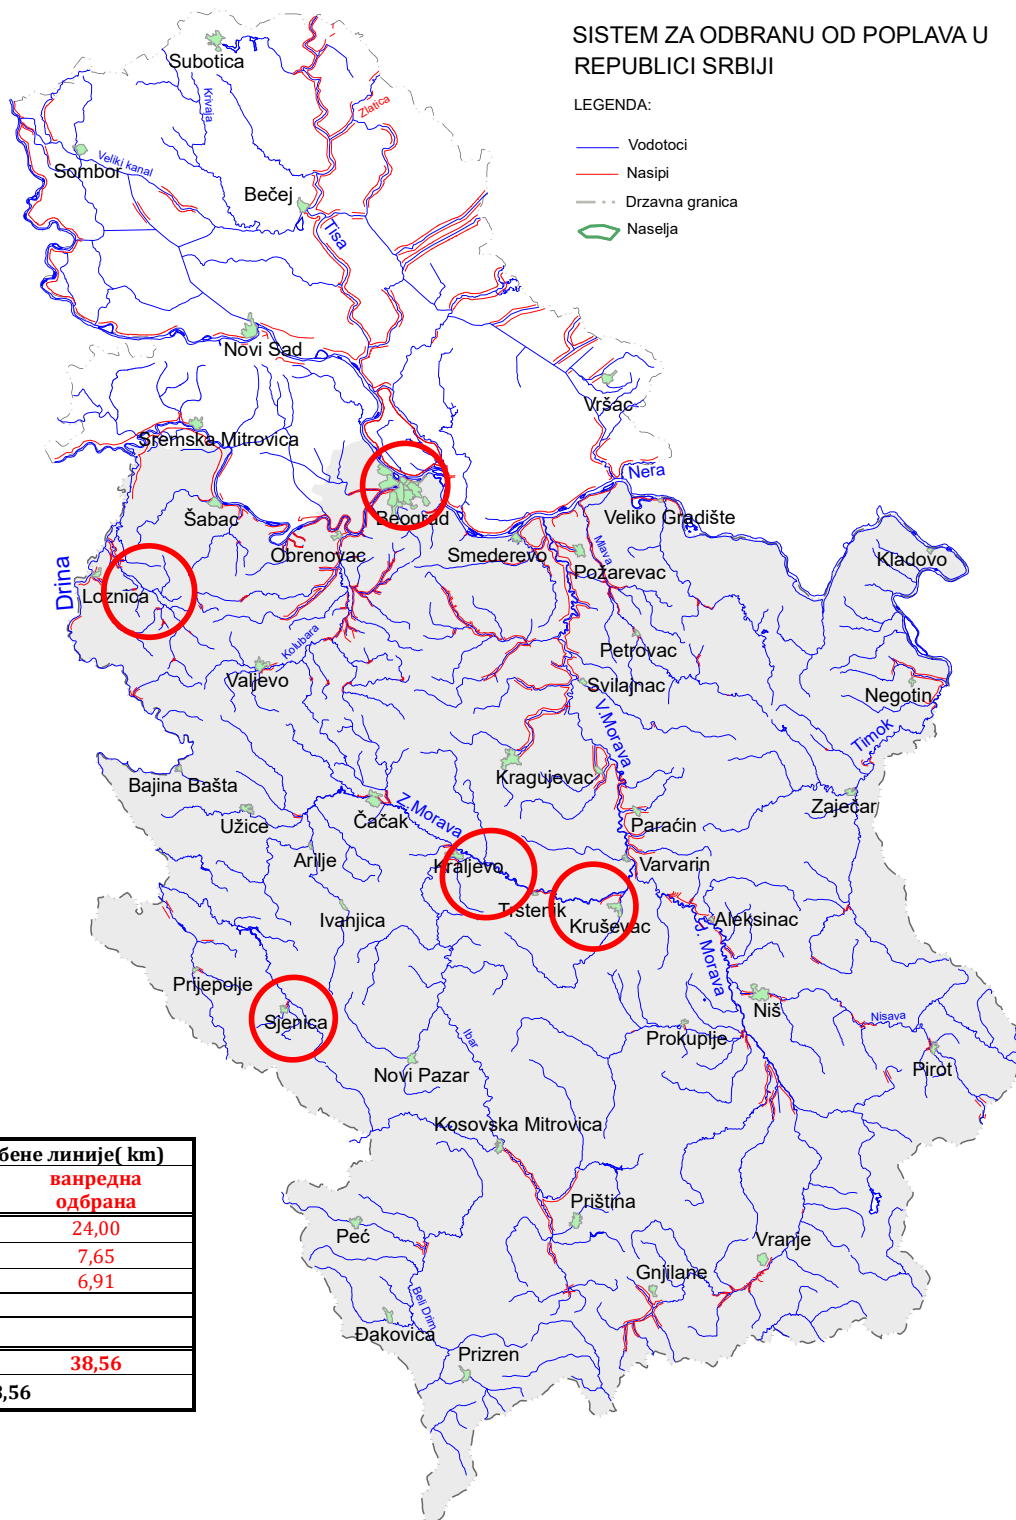 SISTEM ZA ODBRANU OD POPLAVA U
REPUBLICI SRBIJI
LEGENDA:
Vodotoci
Nasipi
Drzavna granica
Naselja
Subotica
Krivaja
Zlatica
Sombor
Veliki kanal
Bečej
Tisa
Novi Sad
Vršac
Sremska Mitrovica
Nera
Šabac
Beograd
Veliko Gradište
Obrenovac
Smederevo
Mlava
Požarevac
Kladovo
Drina
Loznica
Kolubara
Petrovac
Valjevo
Svilajnac
Negotin
V.Morava
Timok
Bajina Bašta
Kragujevac
Zaječar
Užice
Čačak
Z.Morava
Paraćin
Arilje
Kraljevo
Varvarin
Ivanjica
Trstenik
Kruševac
Aleksinac
J. Morava
Prijepolje
Sjenica
Niš
Nisava
Ibar
Prokuplje
Novi Pazar
Pirot
Kosovska Mitrovica
Priština
Peć
Vranje
Gnjilane
Beli Drim
Đakovica
Prizren
бене линије( km)
ванредна
одбрана
24,00
7,65
6,91
38,56
,56